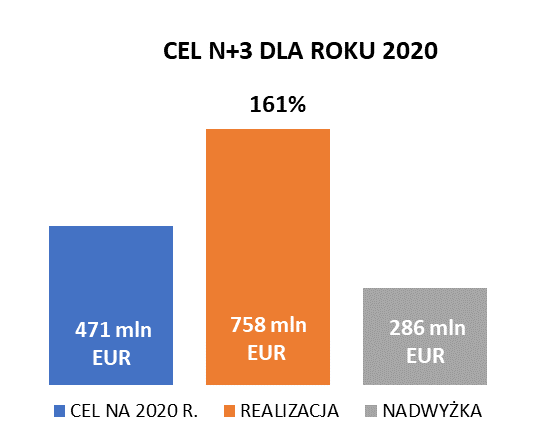 CEL N+3 DLA ROKU 2020
161%
471 mln
EUR
758 mln
EUR
286 mln
EUR
CEL NA 2020 R.
REALIZACJA
NADWYŻKA